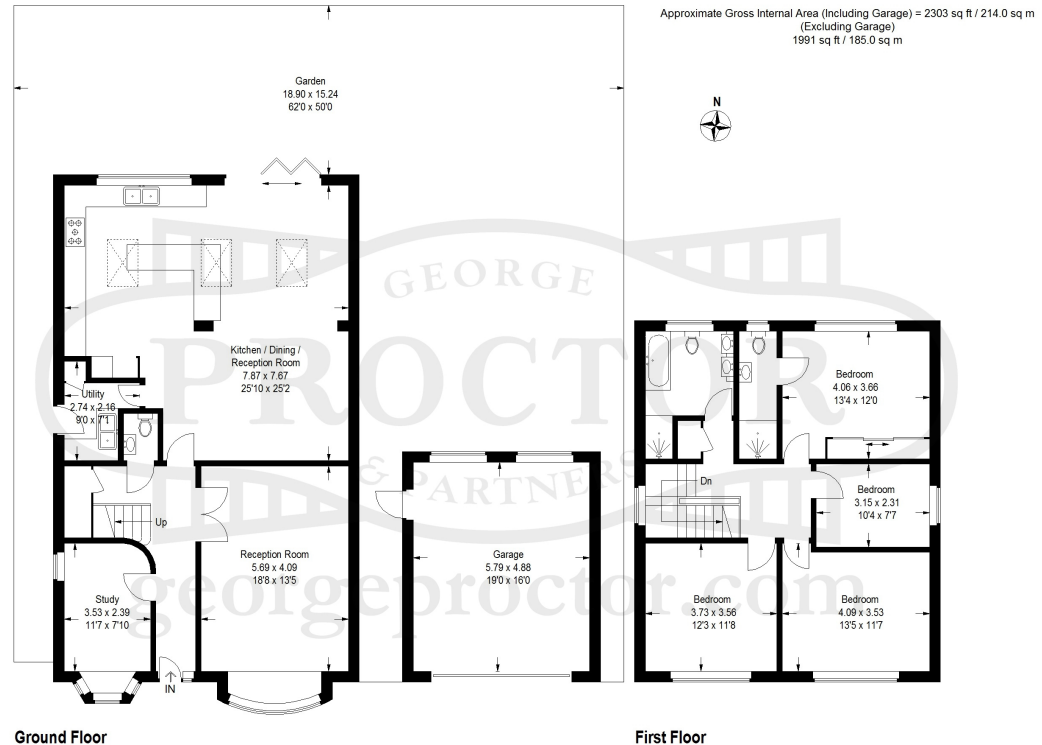 Approximate Gross Internal Area (Including Garage) = 2303 sq ft / 214.0 sq m
(Excluding Garage)
1991 sq ft / 185.0 sq m
N
Garden
18.90 x 15.24
62'0 x 50'0
GEORGE
PROCTOR
& PARTNERS
georgeproctor.com
Kitchen / Dining /
Reception Room
7.87 x 7.67
25'10 x 25'2
Utility
2.74 x 2.16
9'0 x 7'1
Up
Reception Room
5.69 x 4.09
18'8 x 13'5
Study
3.53 x 2.39
11'7 x 7'10
IN
Garage
5.79 x 4.88
19'0 x 16'0
Bedroom
4.06 x 3.66
13'4 x 12'0
Dn
Bedroom
3.15 x 2.31
10'4 x 7'7
Bedroom
3.73 x 3.56
12'3 x 11'8
Bedroom
4.09 x 3.53
13'5 x 11'7
Ground Floor
First Floor